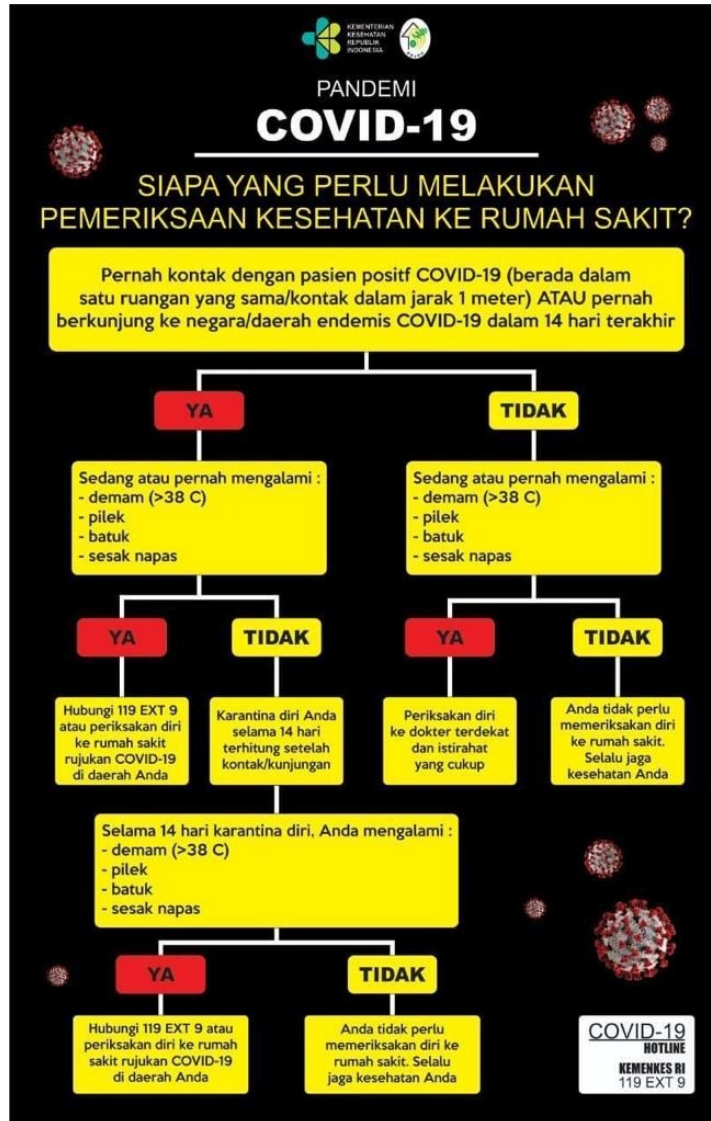 KEMENTERIAN
KESEHATAN
REPUBLIK
INDONESIA
PANDEMI
COVID-19
SIAPA YANG PERLU MELAKUKAN
PEMERIKSAAN KESEHATAN KE RUMAH SAKIT?
Pernah kontak dengan pasien positf COVID-19 (berada dalam
satu ruangan yang sama/kontak dalam jarak 1 meter) ATAU pernah
berkunjung ke negara/daerah endemis COVID-19 dalam 14 hari terakhir
YA
TIDAK
Sedang atau pernah mengalami :
- demam (>38 C)
- pilek
- batuk
- sesak napas
Sedang atau pernah mengalami :
- demam (>38 C)
- pilek
- batuk
- sesak napas
YA
TIDAK
YA
TIDAK
Hubungi 119 EXT 9
atau periksakan diri
ke rumah sakit
rujukan COVID-19
di daerah Anda
Karantina diri Anda
selama 14 hari
terhitung setelah
kontak/kunjungan
Periksakan diri
ke dokter terdekat
dan istirahat
yang cukup
Anda tidak perlu
memeriksakan diri
ke rumah sakit.
Selalu jaga
kesehatan Anda
Selama 14 hari karantina diri, Anda mengalami :
- demam (>38 C)
- pilek
- batuk
- sesak napas
YA
TIDAK
Hubungi 119 EXT 9 atau
periksakan diri ke rumah
sakit rujukan COVID-19
di daerah Anda
Anda tidak perlu
memeriksakan diri ke
rumah sakit. Selalu
jaga kesehatan Anda
COVID-19
HOTLINE
KEMENKES RI
119 EXT 9